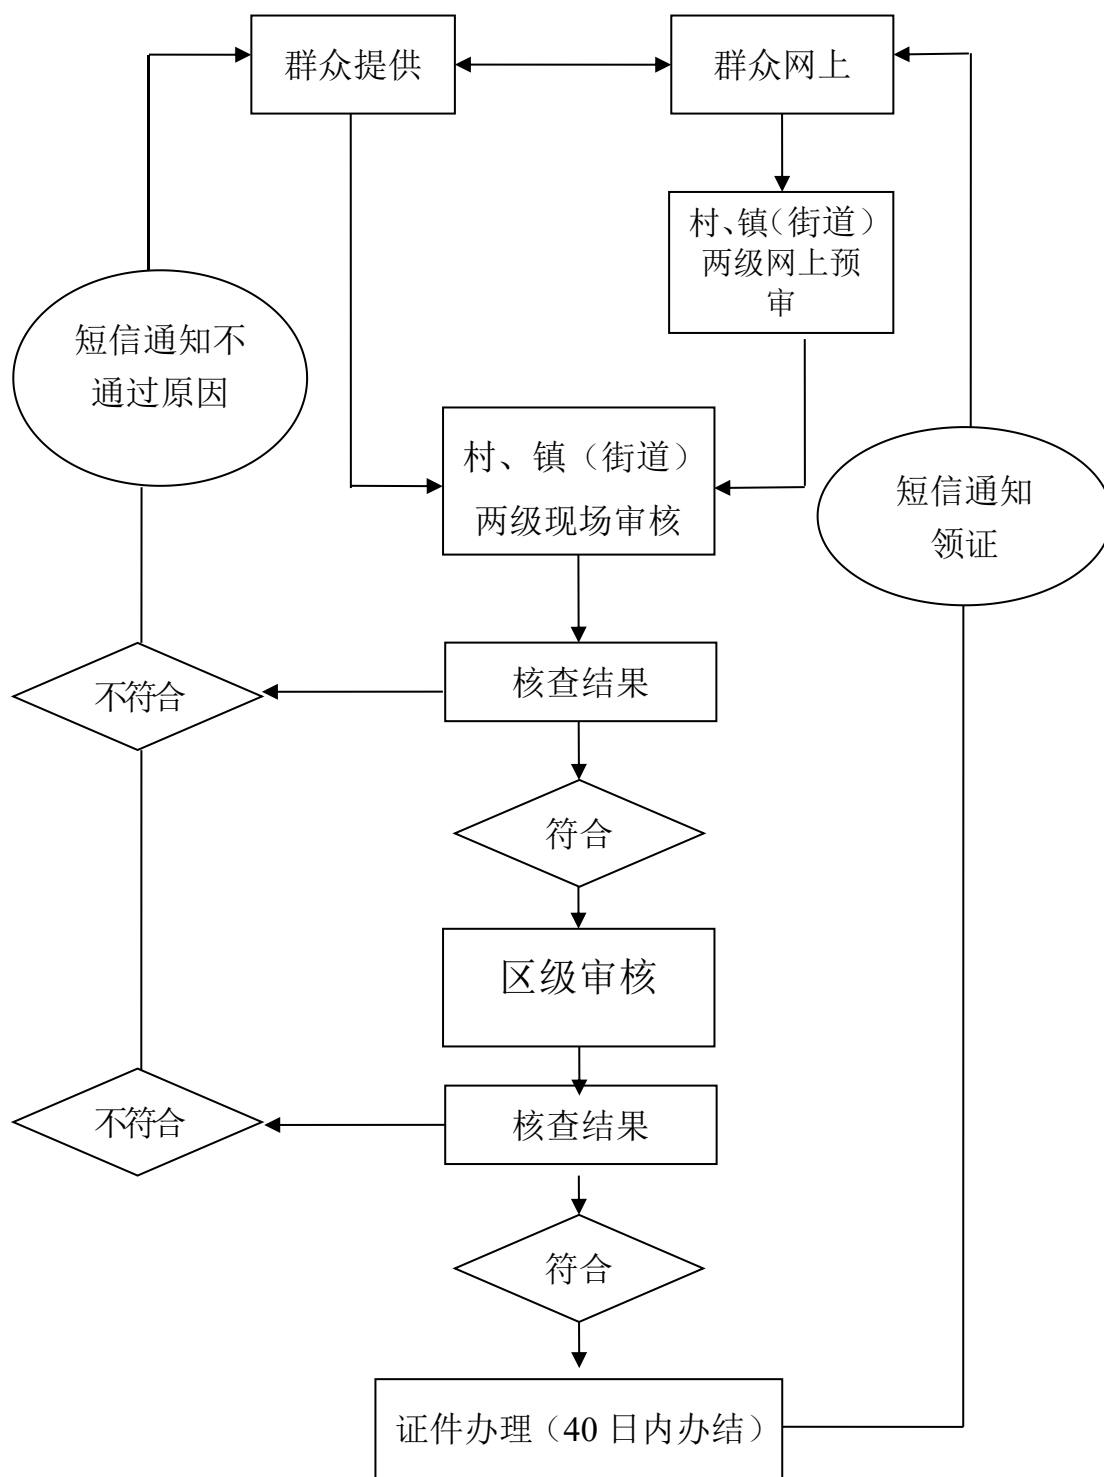 群众提供
群众网上
村、镇（街道）
两级网上预
审
短信通知不
通过原因
村、镇（街道）
两级现场审核
短信通知
领证
不符合
核查结果
符合
区级审核
不符合
核查结果
符合
证件办理（40 日内办结）